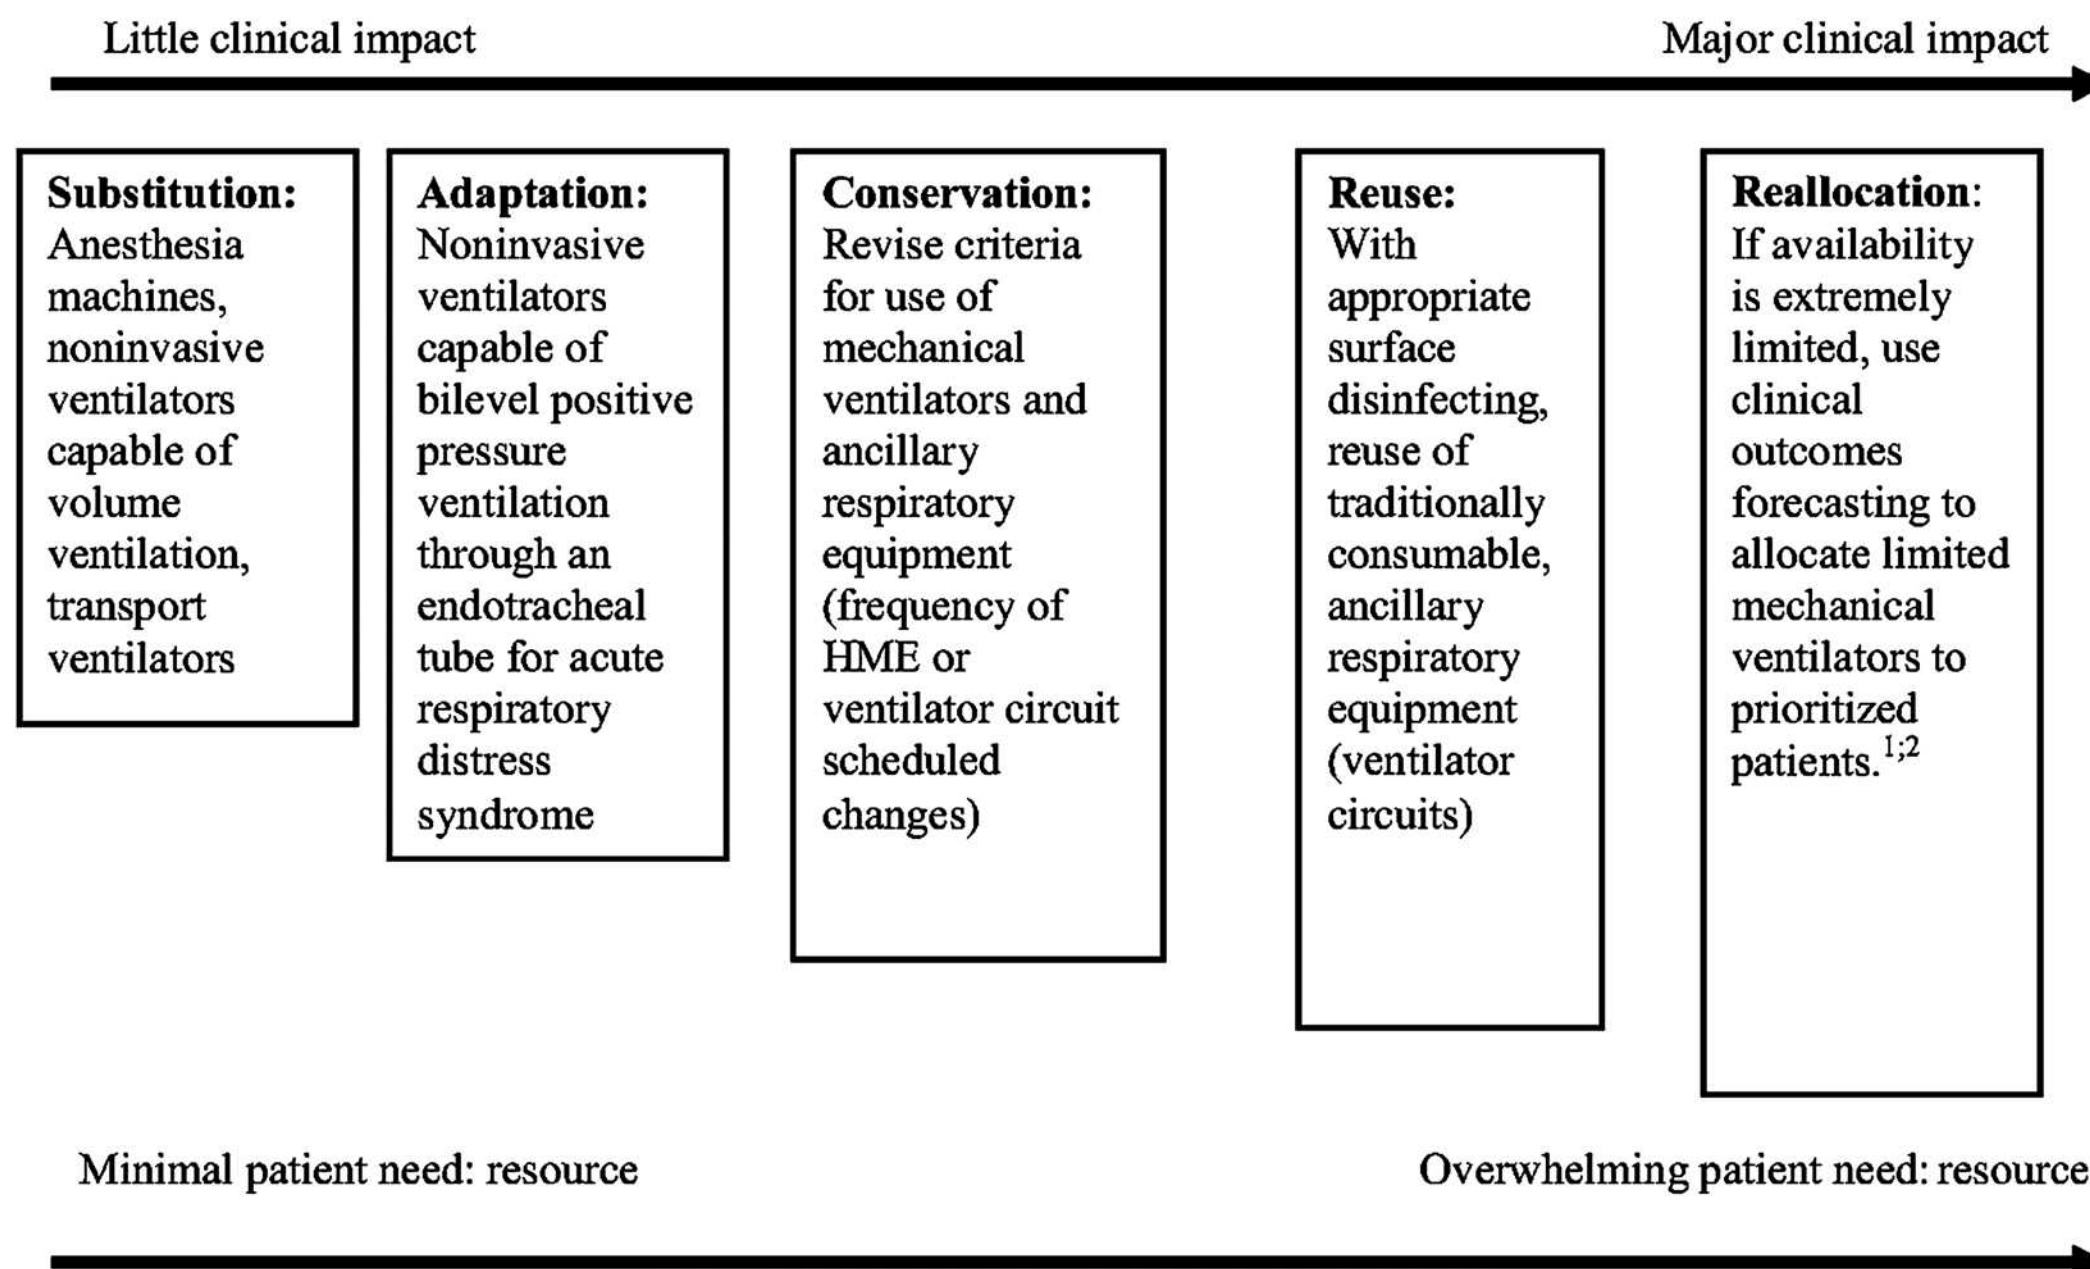 Little clinical impact
Major clinical impact
Substitution:
Anesthesia
machines,
noninvasive
ventilators
capable of
volume
ventilation,
transport
ventilators
Adaptation:
Noninvasive
ventilators
capable of
bilevel positive
pressure
ventilation
through an
endotracheal
tube for acute
respiratory
distress
syndrome
Conservation:
Revise criteria
for use of
mechanical
ventilators and
ancillary
respiratory
equipment
(frequency of
HME or
ventilator circuit
scheduled
changes)
Reuse:
With
appropriate
surface
disinfecting,
reuse of
traditionally
consumable,
ancillary
respiratory
equipment
(ventilator
circuits)
Reallocation:
If availability
is extremely
limited, use
clinical
outcomes
forecasting to
allocate limited
mechanical
ventilators to
prioritized
patients.1;2
Minimal patient need: resource
Overwhelming patient need: resource